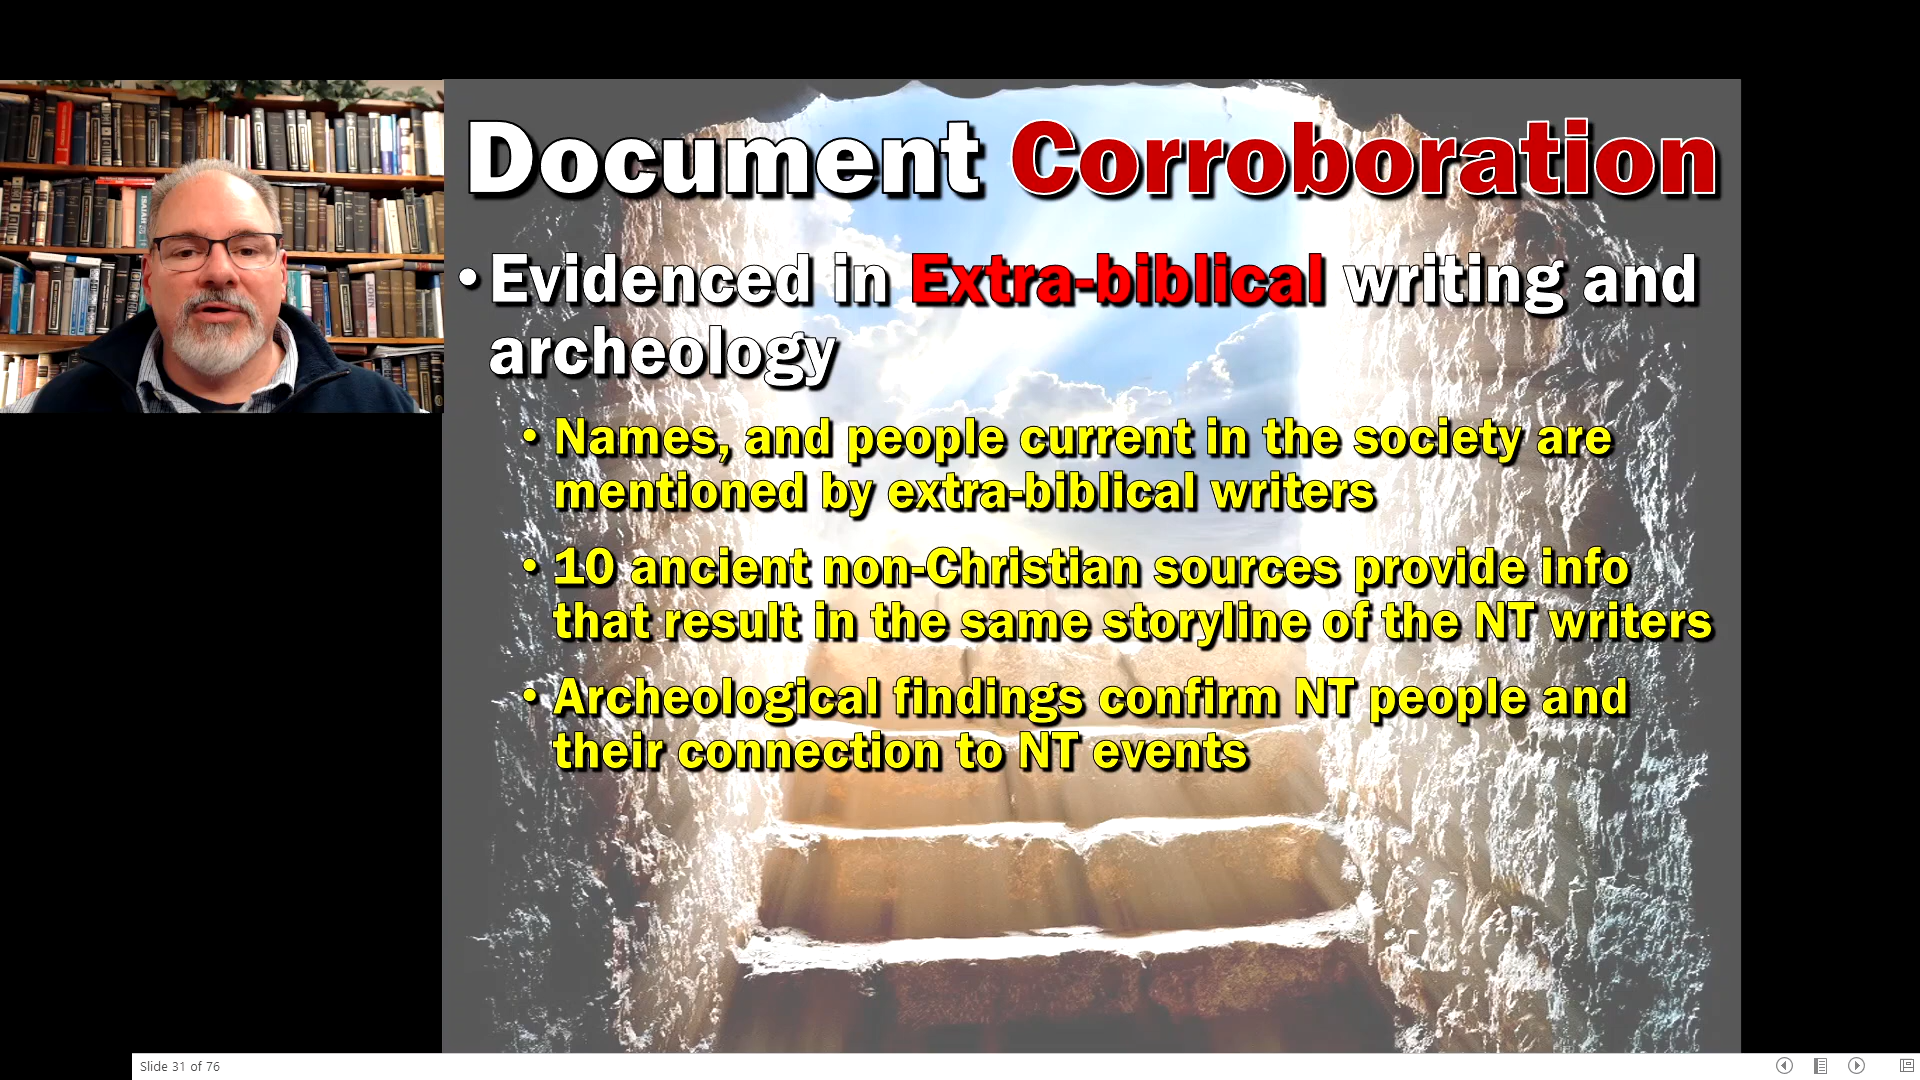 Document Corroboration
• Evidenced in Extra-biblical writing and
archeology
• Names, and people current in the society are
mentioned by extra-biblical writers
• 10 ancient non-Christian sources provide info
that result in the same storyline of the NT writers
• Archeological findings confirm NT people and
their connection to NT events
ISAIAH
JOHN
Slide 31 of 76